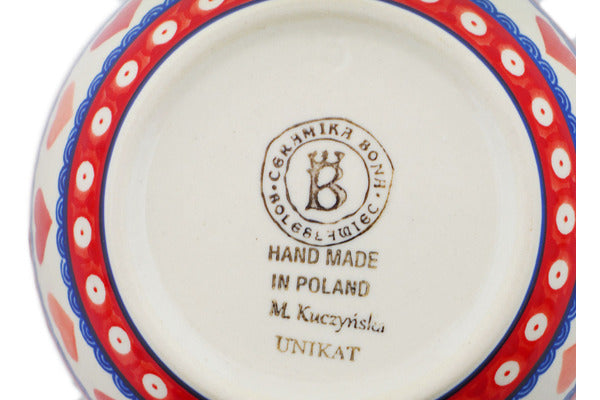 CERAMIKA BONA
BOLESŁAWIEC
B
HAND MADE
IN POLAND
M. Kuczyńska
UNIKAT